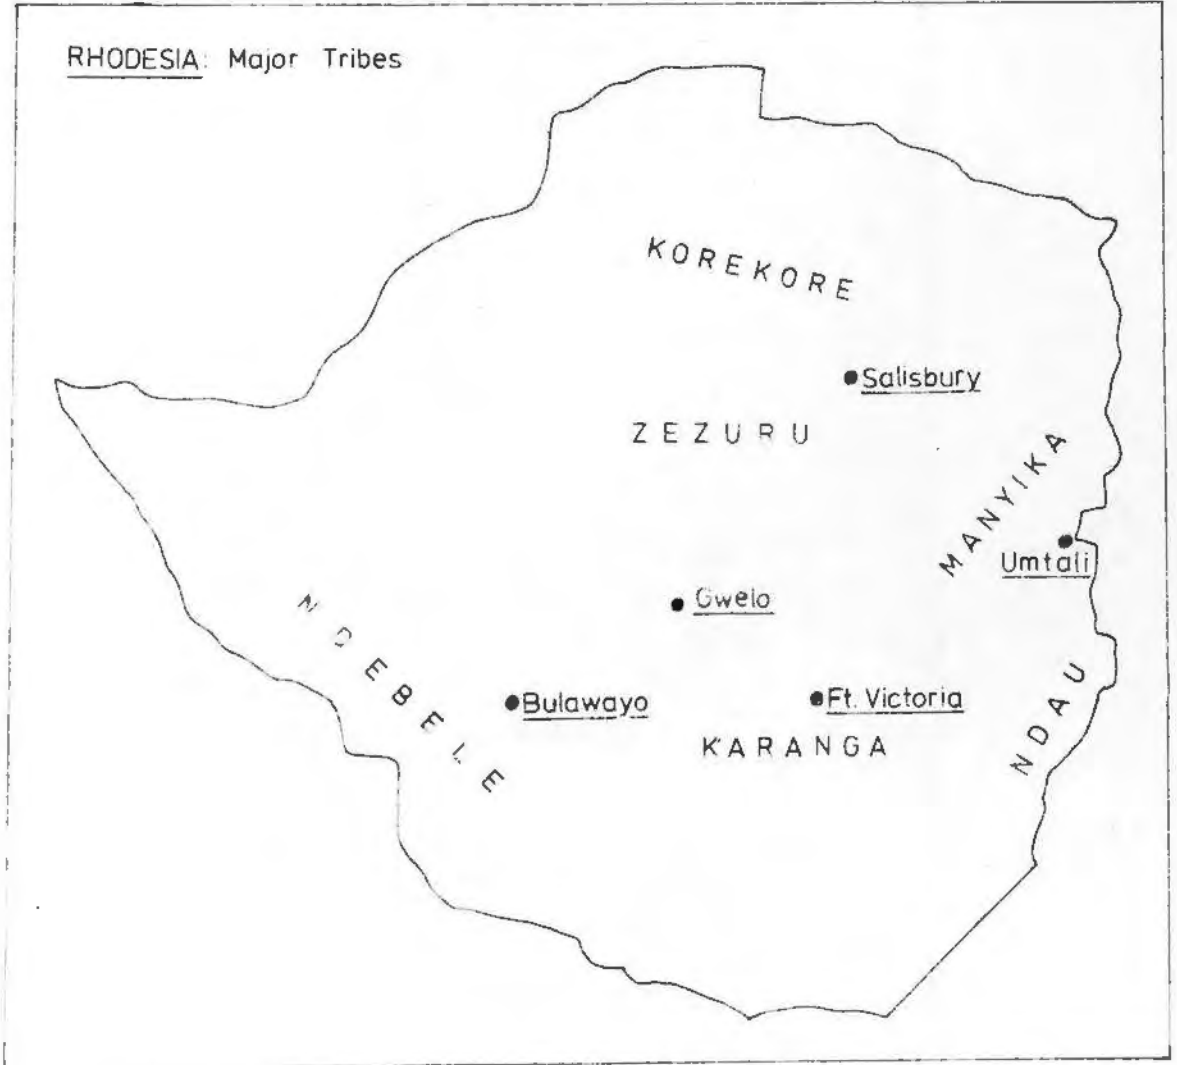 RHODESIA: Major Tribes
KOREKORE
Salisbury
ZEZURU
MANYIKA
Umtali
Gwelo
NDEBELE
Bulawayo
Ft. Victoria
NDAU
KARANGA